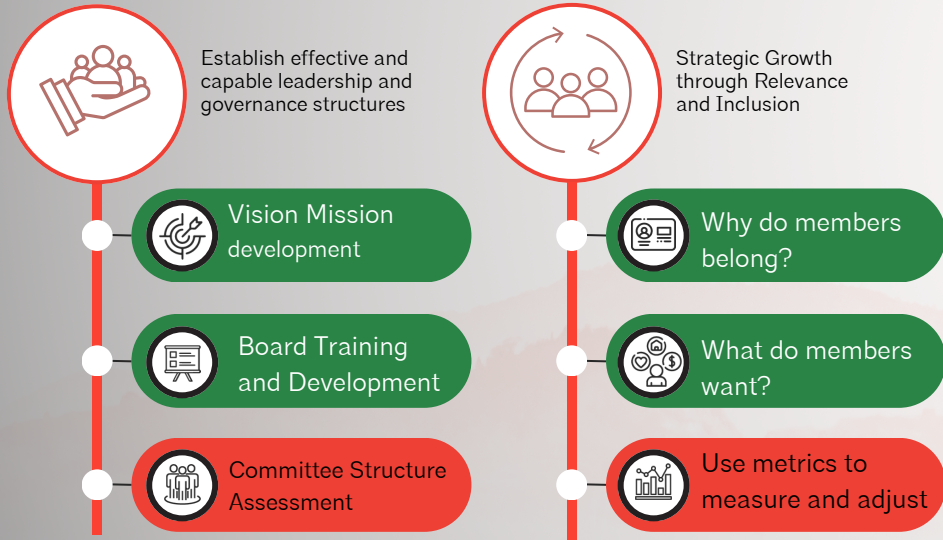 Establish effective and
capable leadership and
governance structures
Vision Mission
development
Board Training
and Development
Committee Structure
Assessment
Strategic Growth
through Relevance
and Inclusion
Why do members
belong?
What do members
want?
$
Use metrics to
measure and adjust